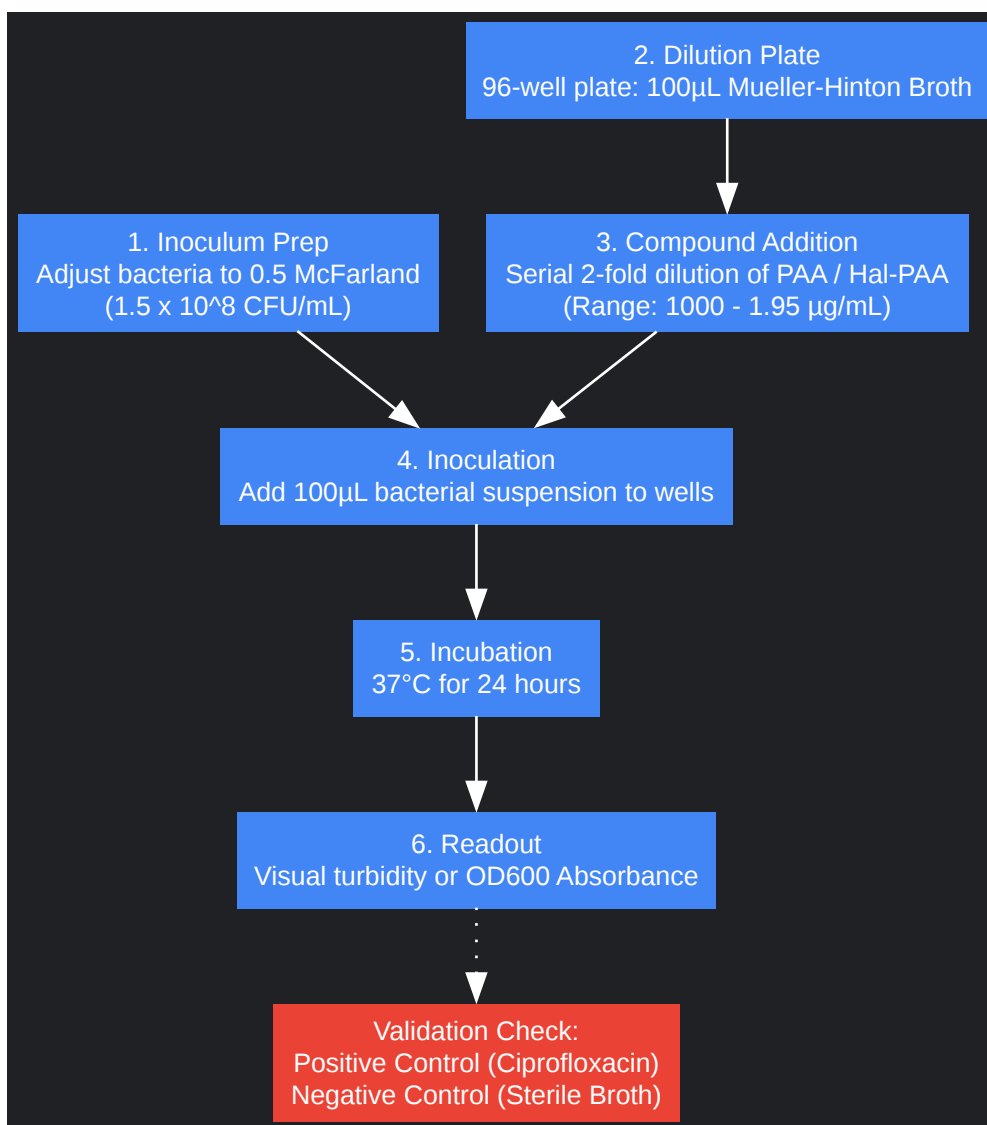 2. Dilution Plate
96-well plate: 100µL Mueller-Hinton Broth
1. Inoculum Prep
Adjust bacteria to 0.5 McFarland
(1.5 x 10^8 CFU/mL)
3. Compound Addition
Serial 2-fold dilution of PAA / Hal-PAA
(Range: 1000 - 1.95 µg/mL)
4. Inoculation
Add 100µL bacterial suspension to wells
5. Incubation
37°C for 24 hours
6. Readout
Visual turbidity or OD600 Absorbance
Validation Check:
Positive Control (Ciprofloxacin)
Negative Control (Sterile Broth)